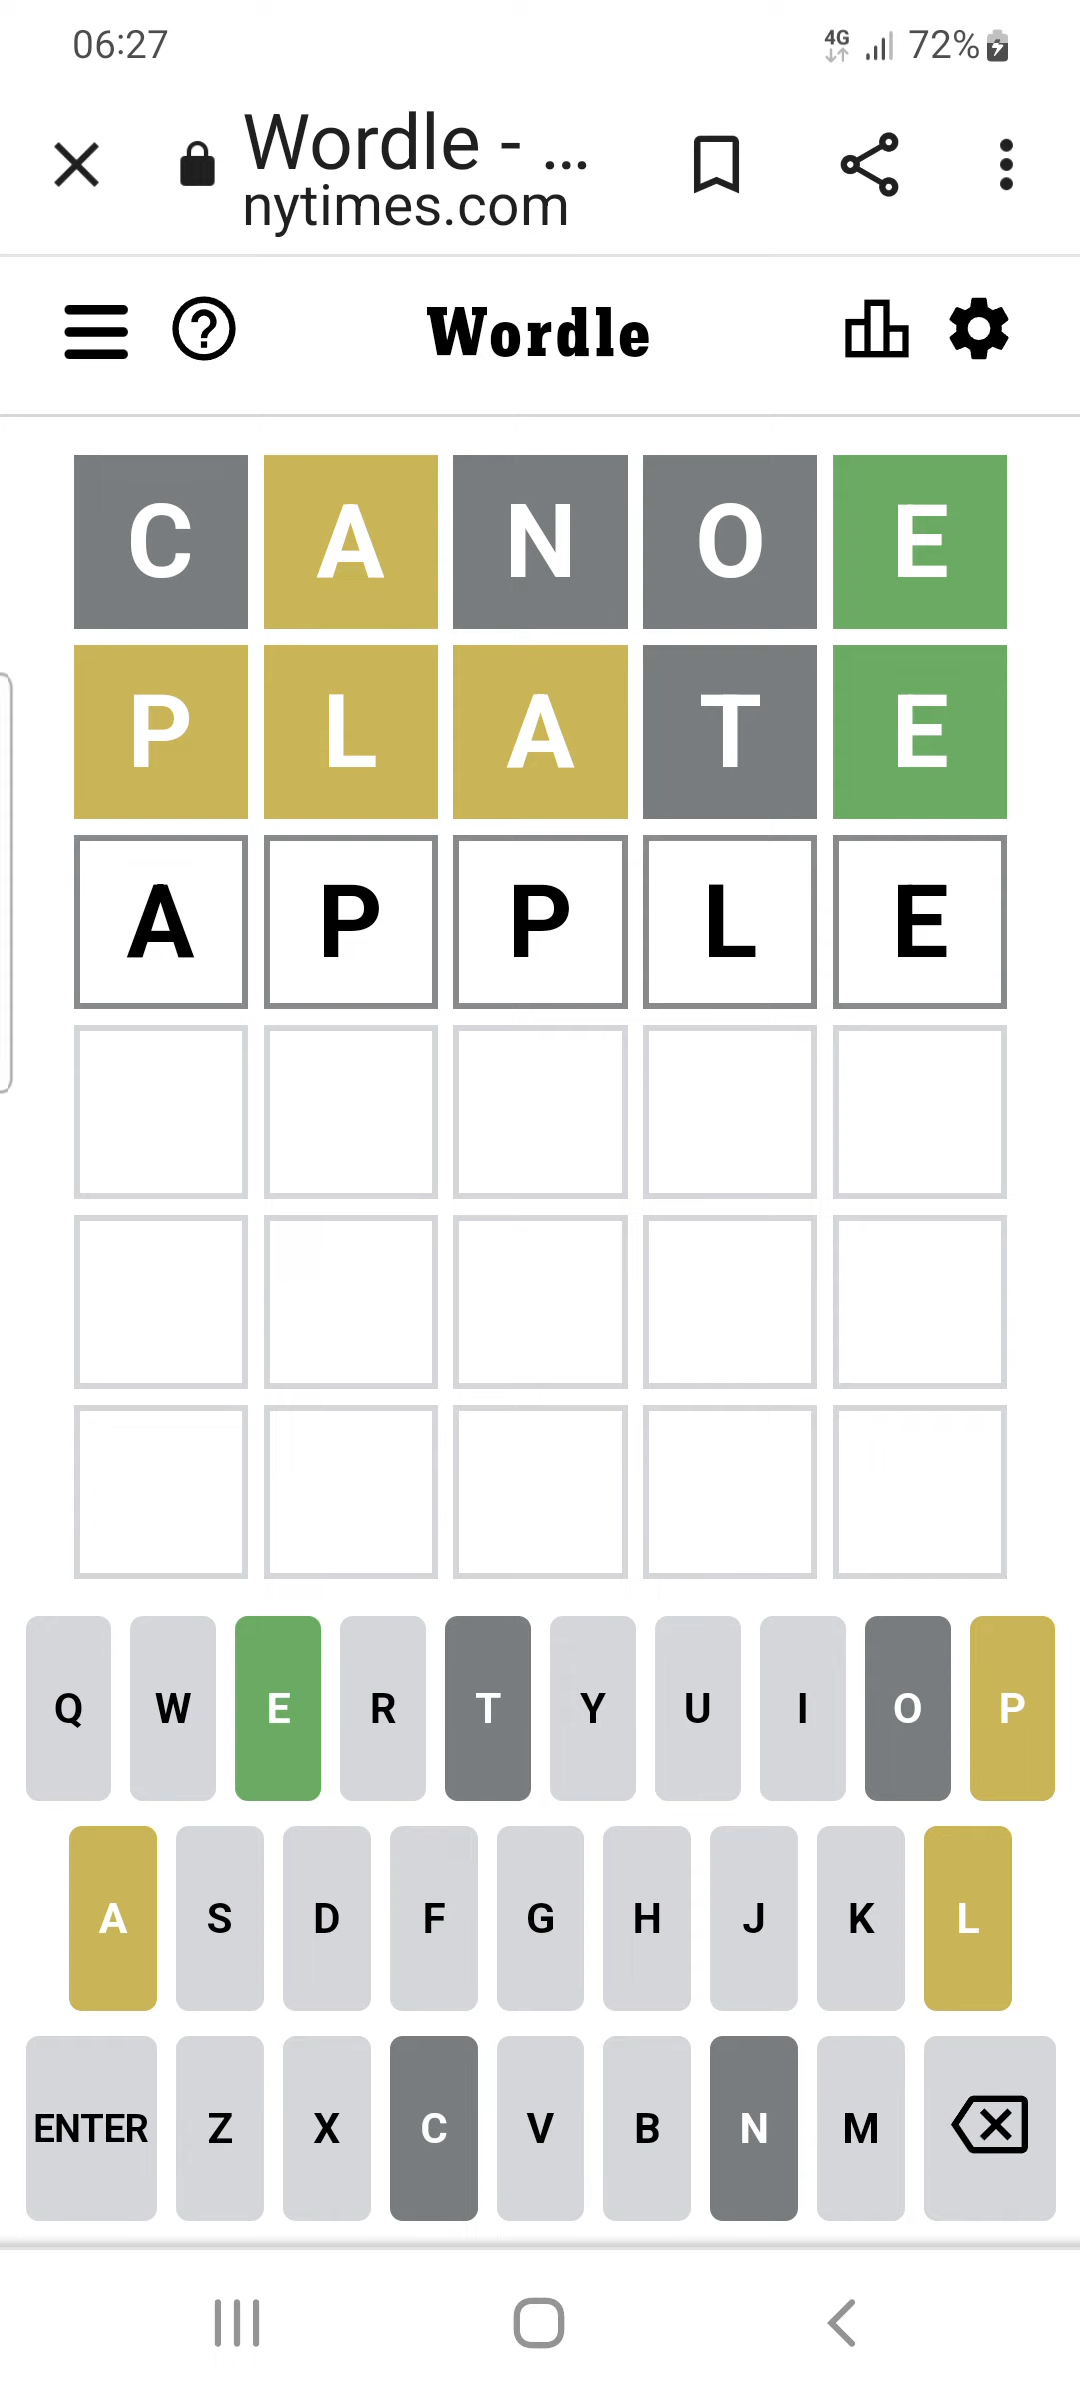 06:27 4G 72%
Wordle - ...
nytimes.com
Wordle
C A N O E
P L A T E
A P P L E
Q W E R T Y U I O P
A S D F G H J K L
ENTER Z X C V B N M